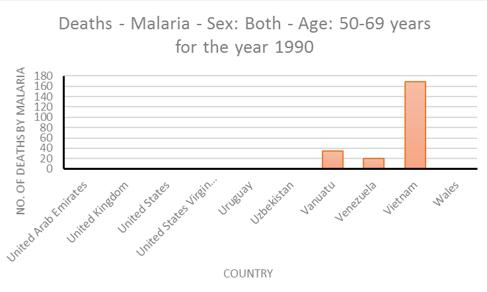 Deaths - Malaria - Sex: Both - Age: 50-69 years
for the year 1990
NO. OF DEATHS BY MALARIA
180
160
140
120
100
80
60
40
20
0
United Arab Emirates
United Kingdom
United States
United States Virgin...
Uruguay
Uzbekistan
Vanuatu
Venezuela
Vietnam
Wales
COUNTRY